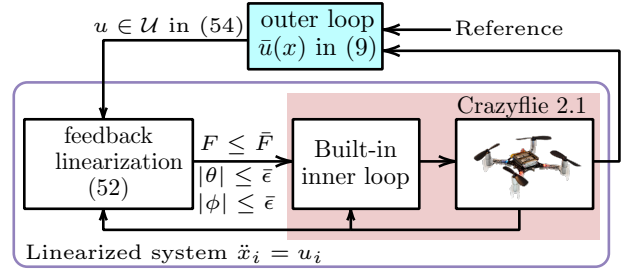 u ∈ 𝒰 in (54)
outer loop
ū(x) in (9)
Reference
Crazyflie 2.1
feedback
linearization
(52)
F ≤ F̄
|θ| ≤ ε̄
|ϕ| ≤ ε̄
Built-in
inner loop
Linearized system ẍᵢ = uᵢ